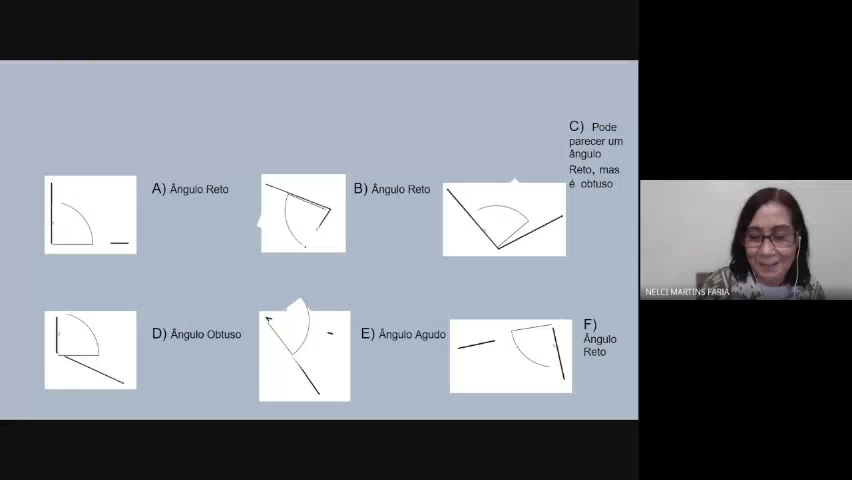 C) Pode
parecer um
ângulo
Reto, mas
é obtuso
A) Ângulo Reto
B) Ângulo Reto
D) Ângulo Obtuso
E) Ângulo Agudo
F)
Ângulo
Reto
NELCI MARTINS FARIA